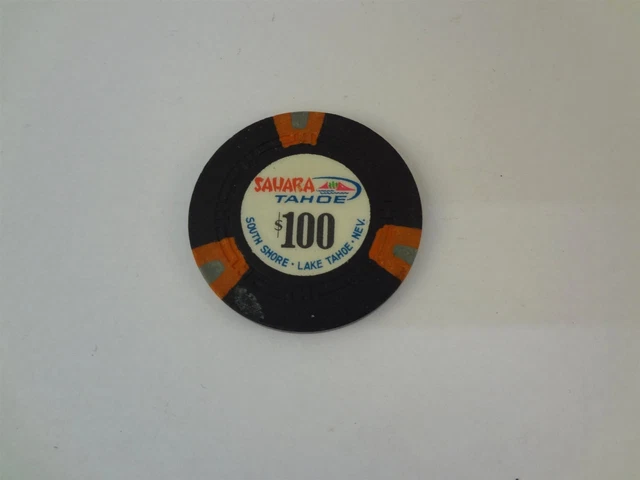 SAHARA
TAHOE
$100
SOUTH SHORE · LAKE TAHOE · NEV.